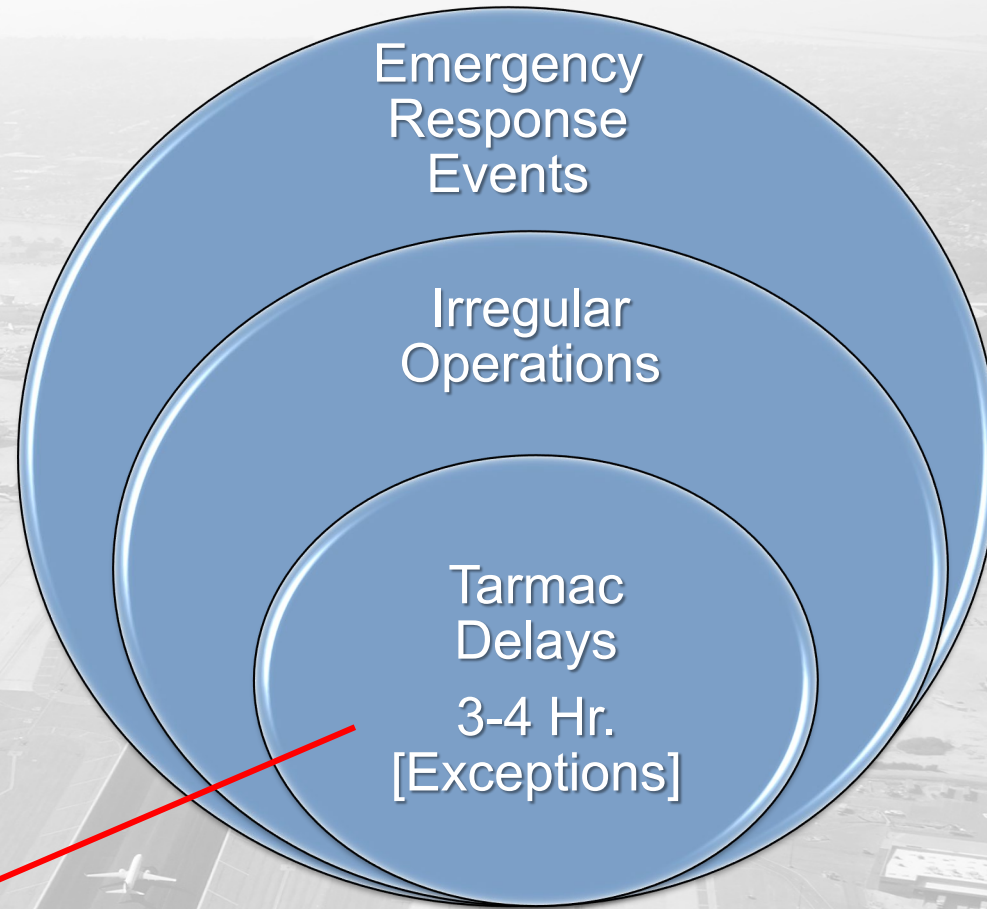 Emergency
Response
Events
Irregular
Operations
Tarmac
Delays
3-4 Hr.
[Exceptions]